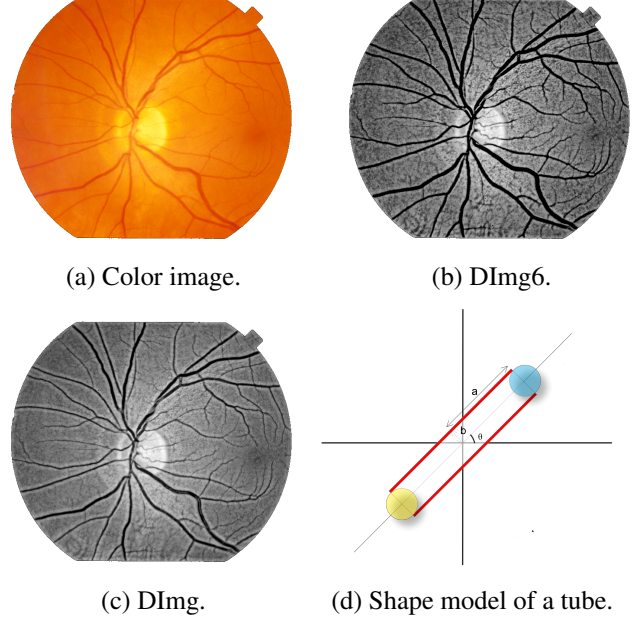 (a) Color image.
(b) DImg6.
a
b
θ
(c) DImg.
(d) Shape model of a tube.